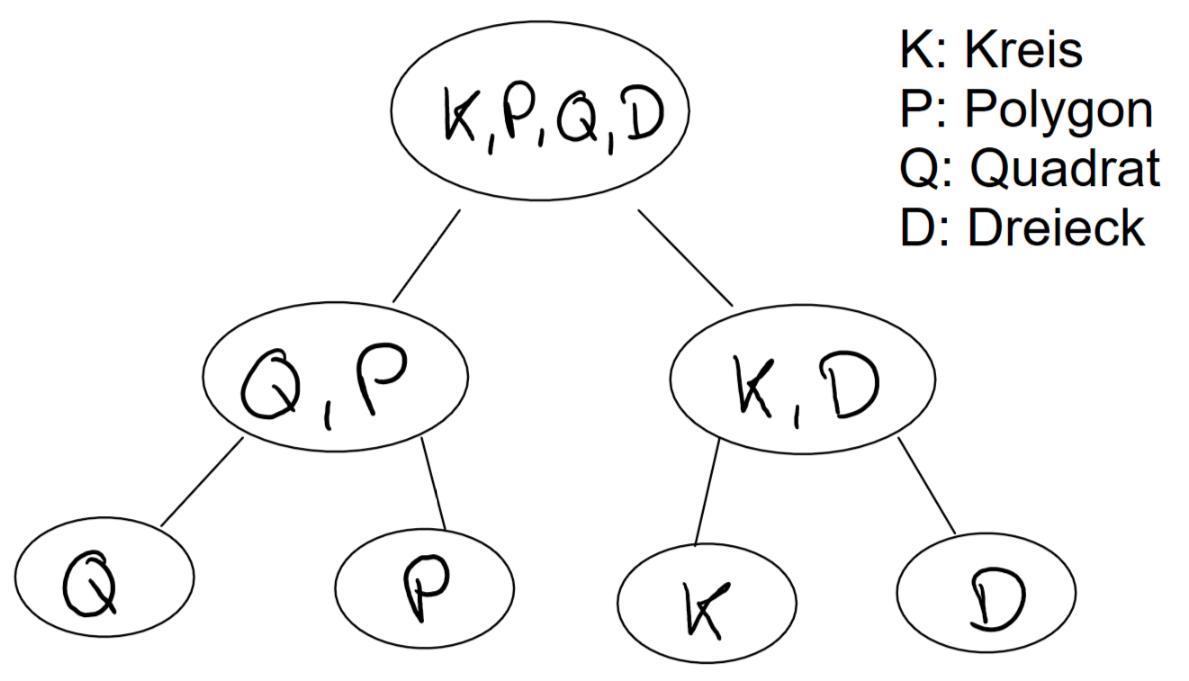 K,P,Q,D
K: Kreis
P: Polygon
Q: Quadrat
D: Dreieck
Q,P
K,D
Q
P
K
D